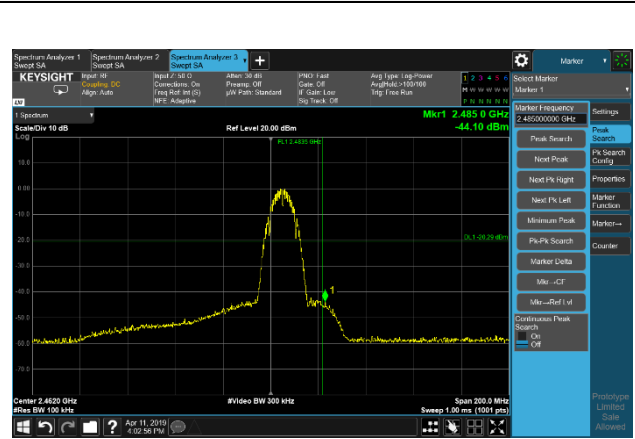 Spectrum Analyzer 1
Swept SA
Spectrum Analyzer 2
Swept SA
Spectrum Analyzer 3
Swept SA
+
Marker
KEYSIGHT
Input: RF
Coupling: DC
Align: Auto
Input Z: 50 Ω
Corrections: On
Freq Ref: Int (S)
NFE: Adaptive
Atten: 30 dB
Preamp: Off
µW Path: Standard
PNO: Fast
Gate: Off
IF Gain: Low
Sig Track: Off
Avg Type: Log-Power
Avg|Hold: >100/100
Trig: Free Run
1 2 3 4 5 6
M W W W W W
P N N N N N
Select Marker
Marker 1
1 Spectrum
Mkr1 2.485 0 GHz
-44.10 dBm
Scale/Div 10 dB
Ref Level 20.00 dBm
Log
FL1 2.4835 GHz
10.0
0.00
-10.0
-20.0
-30.0
-40.0
-50.0
-60.0
-70.0
1
Center 2.4620 GHz
#Res BW 100 kHz
#Video BW 300 kHz
Span 200.0 MHz
Sweep 1.00 ms (1001 pts)
Marker Frequency
2.485000000 GHz
Peak Search
Next Peak
Next Pk Right
Next Pk Left
Minimum Peak
Pk-Pk Search
Marker Delta
Mkr→CF
Mkr→Ref Lvl
Continuous Peak
Search
On
Off
Settings
Peak
Search
Pk Search
Config
Properties
Marker
Function
Marker→
Counter
Prototype
Limited
Sale
Allowed
?
Apr 11, 2019
4:02:56 PM